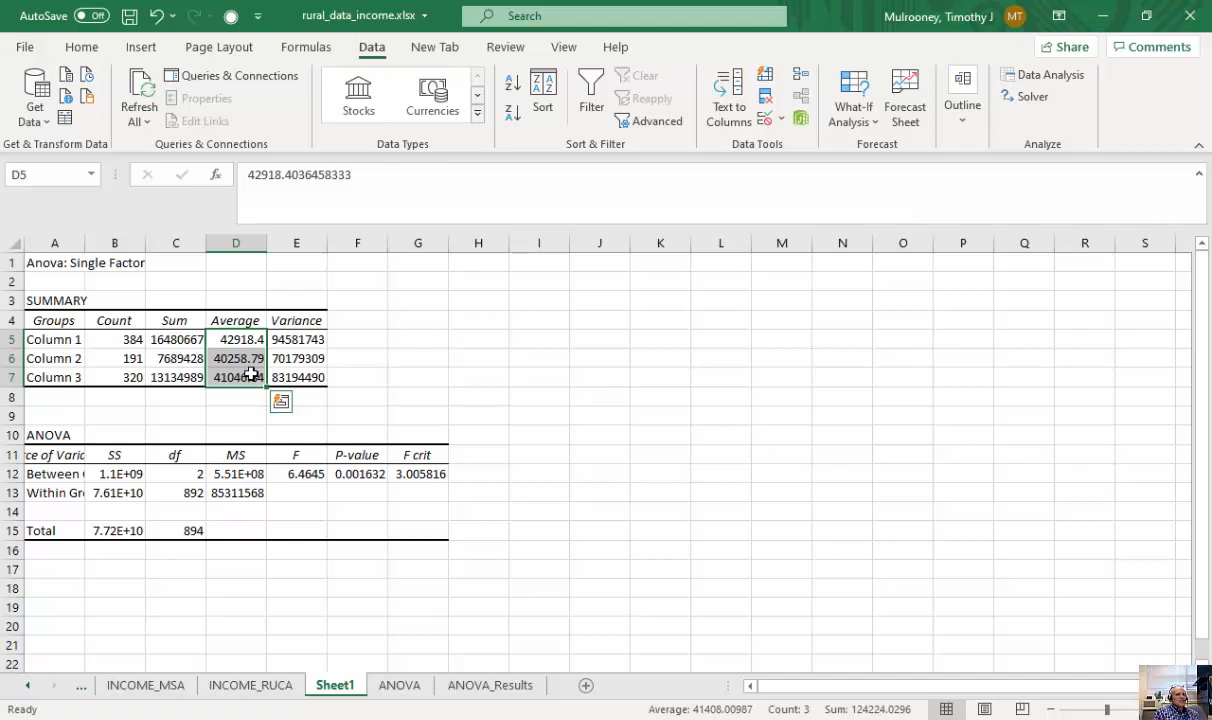 AutoSave Off rural_data_income.xlsx Search Mulrooney, Timothy J MT
File Home Insert Page Layout Formulas Data New Tab Review View Help Share Comments
Get Data Refresh All Queries & Connections Properties Edit Links Stocks Currencies Sort Filter Clear Reapply Advanced Text to Columns What-If Analysis Forecast Sheet Outline Data Analysis Solver
Get & Transform Data Queries & Connections Data Types Sort & Filter Data Tools Forecast Analyze
D5 fx 42918.4036458333
A B C D E F G H I J K L M N O P Q R S
1 Anova: Single Factor
2
3 SUMMARY
4 Groups Count Sum Average Variance
5 Column 1 384 16480667 42918.4 94581743
6 Column 2 191 7689428 40258.79 70179309
7 Column 3 320 13134989 83194490
8
9
10 ANOVA
11 ce of Varia SS df MS F P-value F crit
12 Between 1.1E+09 2 5.51E+08 6.4645 0.001632 3.005816
13 Within Gr 7.61E+10 892 85311568
14
15 Total 7.72E+10 894
16
17
18
19
20
21
22
... INCOME_MSA INCOME_RUCA Sheet1 ANOVA ANOVA_Results
Ready Average: 41408.00987 Count: 3 Sum: 124224.0296